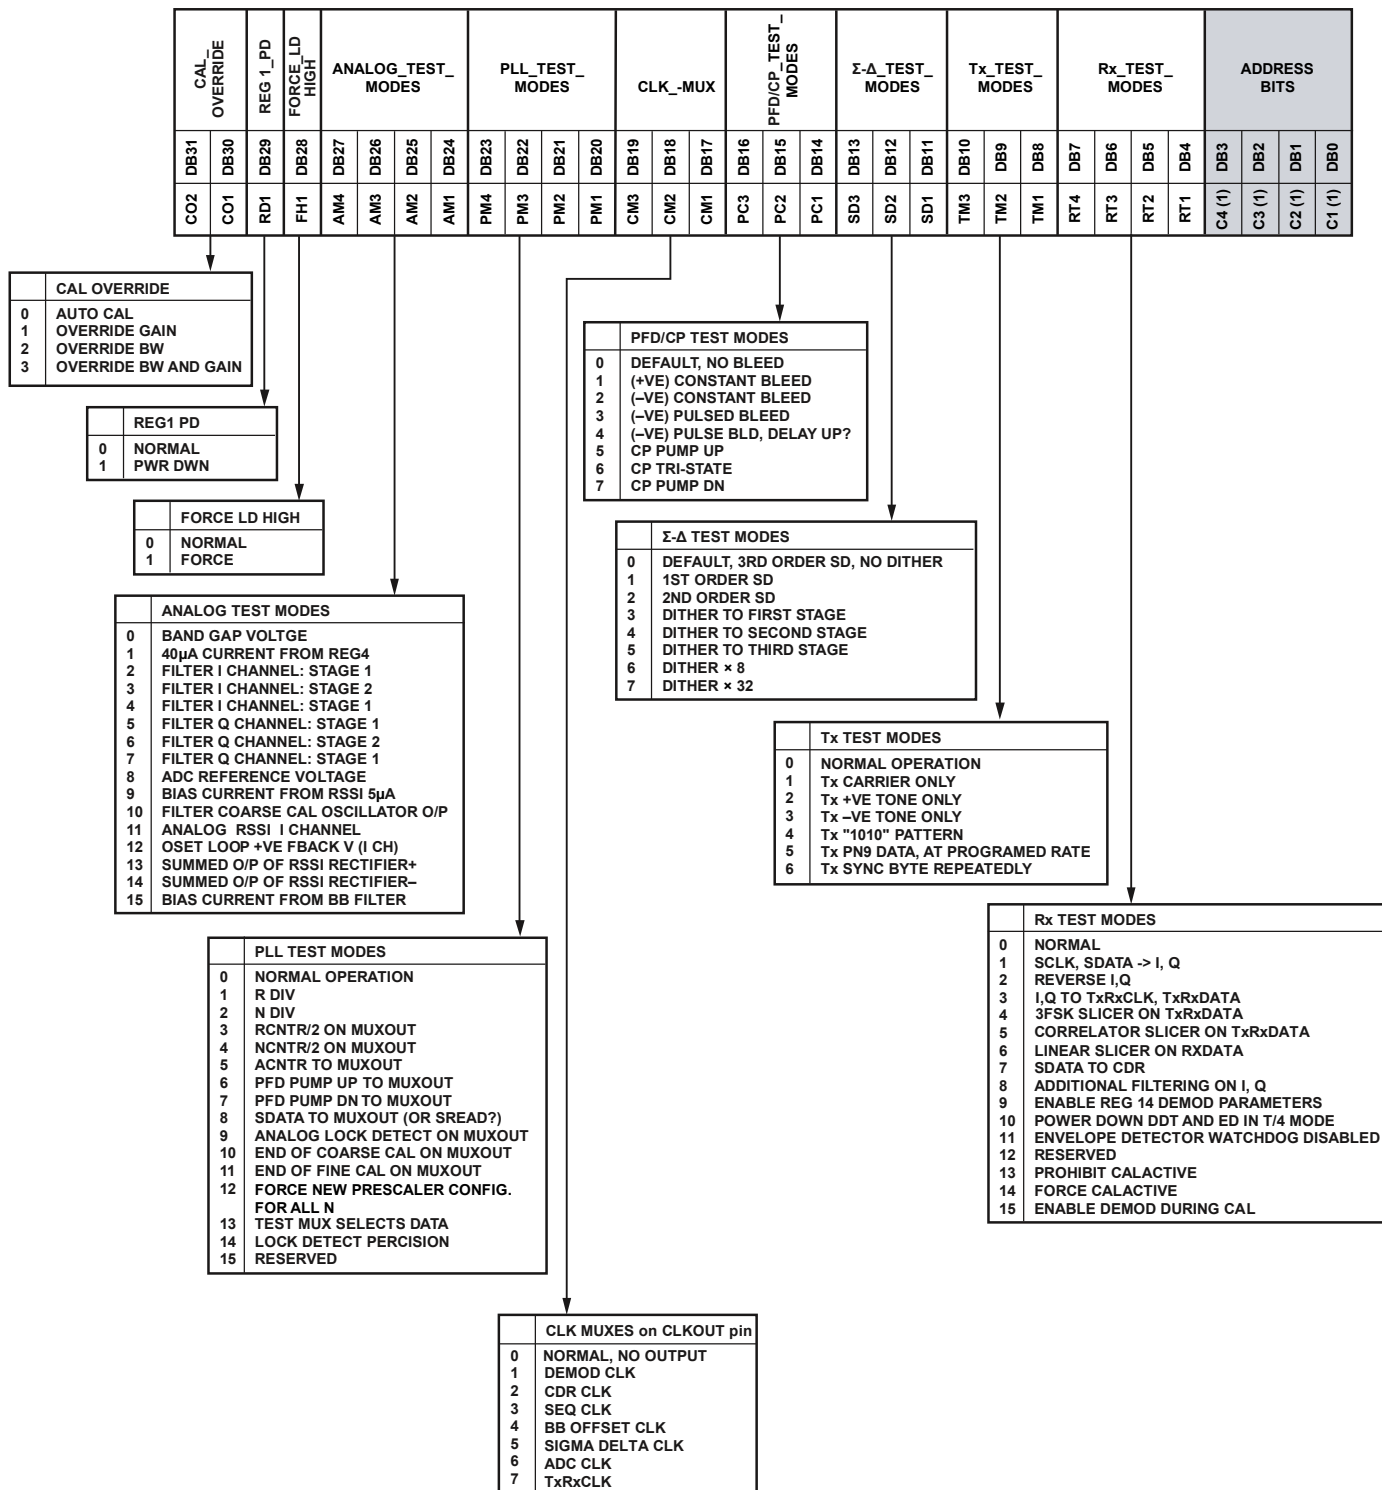 CAL_
OVERRIDE
REG 1_PD
FORCE_LD
HIGH
ANALOG_TEST_
MODES
PLL_TEST_
MODES
CLK_-MUX
PFD/CP_TEST_
MODES
Σ-Δ_TEST_
MODES
Tx_TEST_
MODES
Rx_TEST_
MODES
ADDRESS
BITS
DB31 DB30 DB29 DB28 DB27 DB26 DB25 DB24 DB23 DB22 DB21 DB20 DB19 DB18 DB17 DB16 DB15 DB14 DB13 DB12 DB11 DB10 DB9 DB8 DB7 DB6 DB5 DB4 DB3 DB2 DB1 DB0
CO2 CO1 RD1 FH1 AM4 AM3 AM2 AM1 PM4 PM3 PM2 PM1 CM3 CM2 CM1 PC3 PC2 PC1 SD3 SD2 SD1 TM3 TM2 TM1 RT4 RT3 RT2 RT1 C4 (1) C3 (1) C2 (1) C1 (1)
CAL OVERRIDE
0 AUTO CAL
1 OVERRIDE GAIN
2 OVERRIDE BW
3 OVERRIDE BW AND GAIN
REG1 PD
0 NORMAL
1 PWR DWN
FORCE LD HIGH
0 NORMAL
1 FORCE
ANALOG TEST MODES
0 BAND GAP VOLTGE
1 40µA CURRENT FROM REG4
2 FILTER I CHANNEL: STAGE 1
3 FILTER I CHANNEL: STAGE 2
4 FILTER I CHANNEL: STAGE 1
5 FILTER Q CHANNEL: STAGE 1
6 FILTER Q CHANNEL: STAGE 2
7 FILTER Q CHANNEL: STAGE 1
8 ADC REFERENCE VOLTAGE
9 BIAS CURRENT FROM RSSI 5µA
10 FILTER COARSE CAL OSCILLATOR O/P
11 ANALOG RSSI I CHANNEL
12 OSET LOOP +VE FBACK V (I CH)
13 SUMMED O/P OF RSSI RECTIFIER+
14 SUMMED O/P OF RSSI RECTIFIER–
15 BIAS CURRENT FROM BB FILTER
PLL TEST MODES
0 NORMAL OPERATION
1 R DIV
2 N DIV
3 RCNTR/2 ON MUXOUT
4 NCNTR/2 ON MUXOUT
5 ACNTR TO MUXOUT
6 PFD PUMP UP TO MUXOUT
7 PFD PUMP DN TO MUXOUT
8 SDATA TO MUXOUT (OR SREAD?)
9 ANALOG LOCK DETECT ON MUXOUT
10 END OF COARSE CAL ON MUXOUT
11 END OF FINE CAL ON MUXOUT
12 FORCE NEW PRESCALER CONFIG.
FOR ALL N
13 TEST MUX SELECTS DATA
14 LOCK DETECT PERCISION
15 RESERVED
CLK MUXES on CLKOUT pin
0 NORMAL, NO OUTPUT
1 DEMOD CLK
2 CDR CLK
3 SEQ CLK
4 BB OFFSET CLK
5 SIGMA DELTA CLK
6 ADC CLK
7 TxRxCLK
PFD/CP TEST MODES
0 DEFAULT, NO BLEED
1 (+VE) CONSTANT BLEED
2 (–VE) CONSTANT BLEED
3 (–VE) PULSED BLEED
4 (–VE) PULSE BLD, DELAY UP?
5 CP PUMP UP
6 CP TRI-STATE
7 CP PUMP DN
Σ-Δ TEST MODES
0 DEFAULT, 3RD ORDER SD, NO DITHER
1 1ST ORDER SD
2 2ND ORDER SD
3 DITHER TO FIRST STAGE
4 DITHER TO SECOND STAGE
5 DITHER TO THIRD STAGE
6 DITHER × 8
7 DITHER × 32
Tx TEST MODES
0 NORMAL OPERATION
1 Tx CARRIER ONLY
2 Tx +VE TONE ONLY
3 Tx –VE TONE ONLY
4 Tx "1010" PATTERN
5 Tx PN9 DATA, AT PROGRAMED RATE
6 Tx SYNC BYTE REPEATEDLY
Rx TEST MODES
0 NORMAL
1 SCLK, SDATA -> I, Q
2 REVERSE I,Q
3 I,Q TO TxRxCLK, TxRxDATA
4 3FSK SLICER ON TxRxDATA
5 CORRELATOR SLICER ON TxRxDATA
6 LINEAR SLICER ON RXDATA
7 SDATA TO CDR
8 ADDITIONAL FILTERING ON I, Q
9 ENABLE REG 14 DEMOD PARAMETERS
10 POWER DOWN DDT AND ED IN T/4 MODE
11 ENVELOPE DETECTOR WATCHDOG DISABLED
12 RESERVED
13 PROHIBIT CALACTIVE
14 FORCE CALACTIVE
15 ENABLE DEMOD DURING CAL